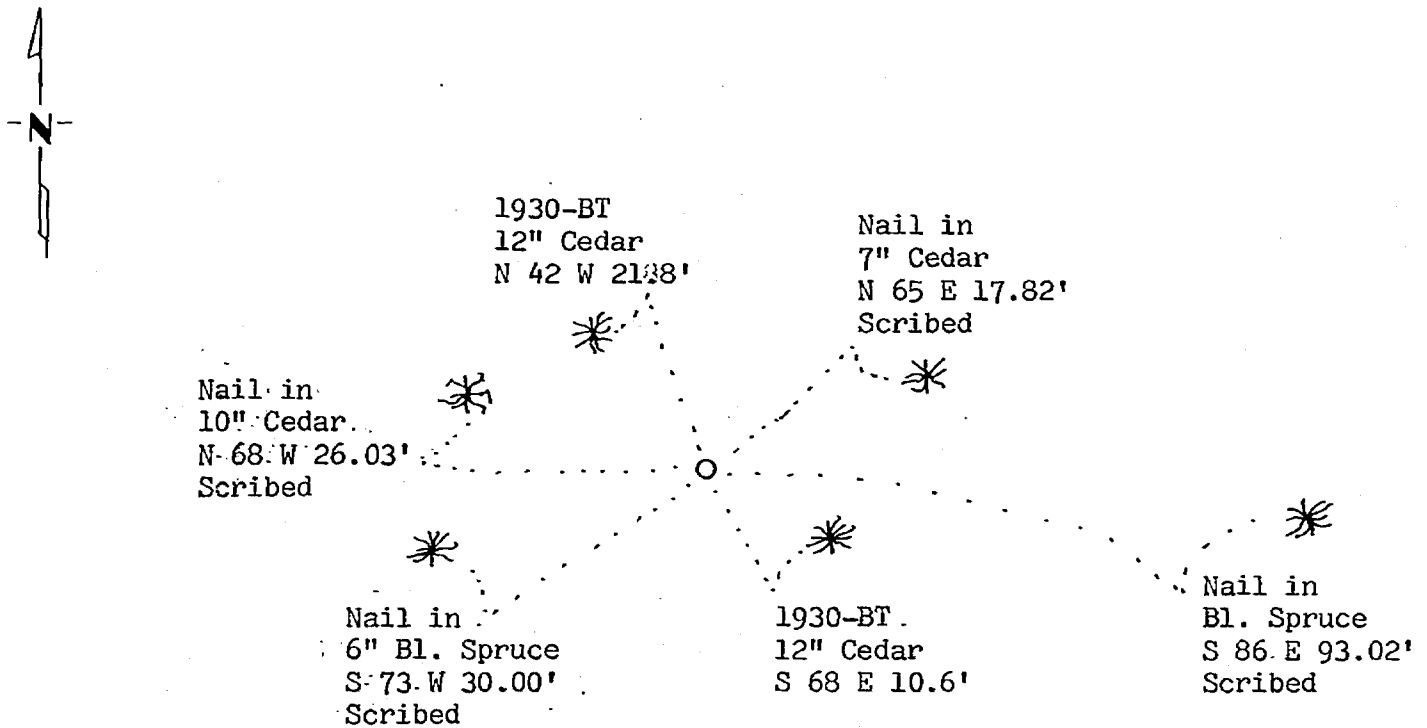 N
1930-BT
12" Cedar
N 42 W
Nail in
7" Cedar
N 65 E 17.82'
Scribed
Nail in
10" Cedar
N 68 W 26.03'
Scribed
Nail in
6" Bl. Spruce
S 73 W 30.00'
Scribed
1930-BT
12" Cedar
S 68 E 10.6'
Nail in
Bl. Spruce
S 86 E 93.02'
Scribed